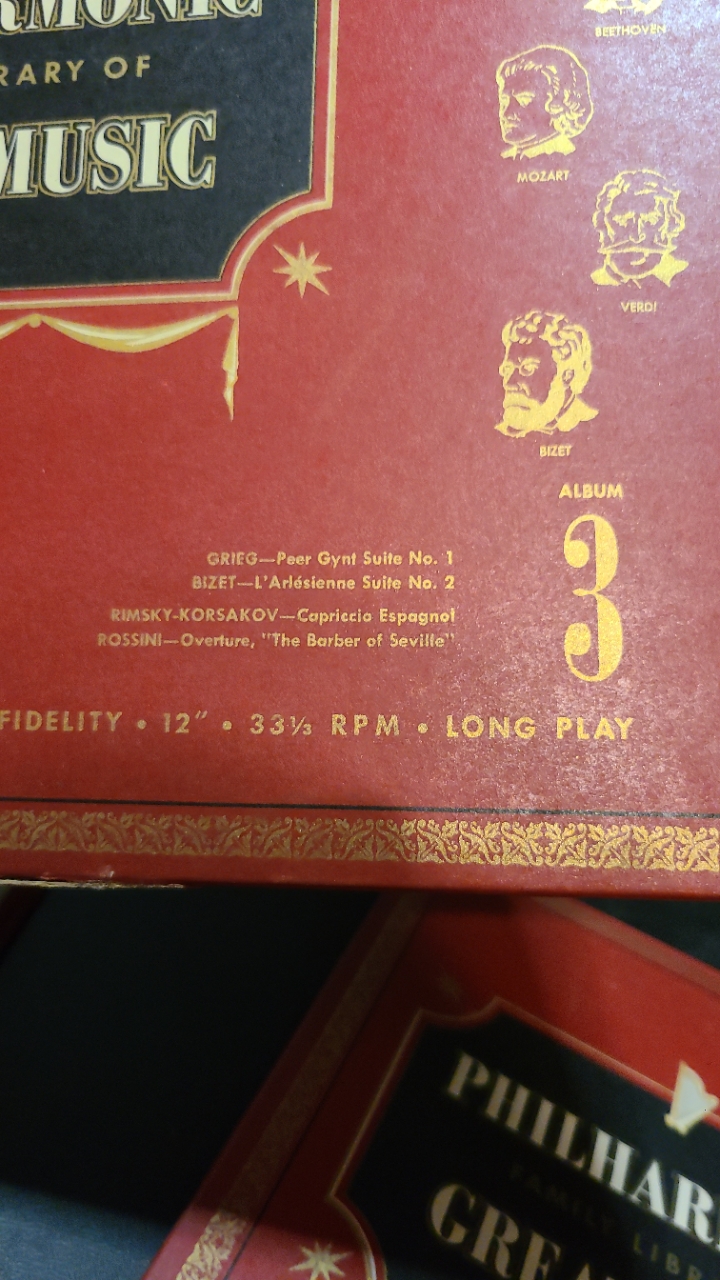 RMONIC
RARY OF
MUSIC
BEETHOVEN
MOZART
VERDI
BIZET
ALBUM
3
GRIEG—Peer Gynt Suite No. 1
BIZET—L'Arlésienne Suite No. 2
RIMSKY-KORSAKOV—Capriccio Espagnol
ROSSINI—Overture, "The Barber of Seville"
FIDELITY • 12" • 33⅓ RPM • LONG PLAY
PHILHAR
FAMILY LIBR
GREA